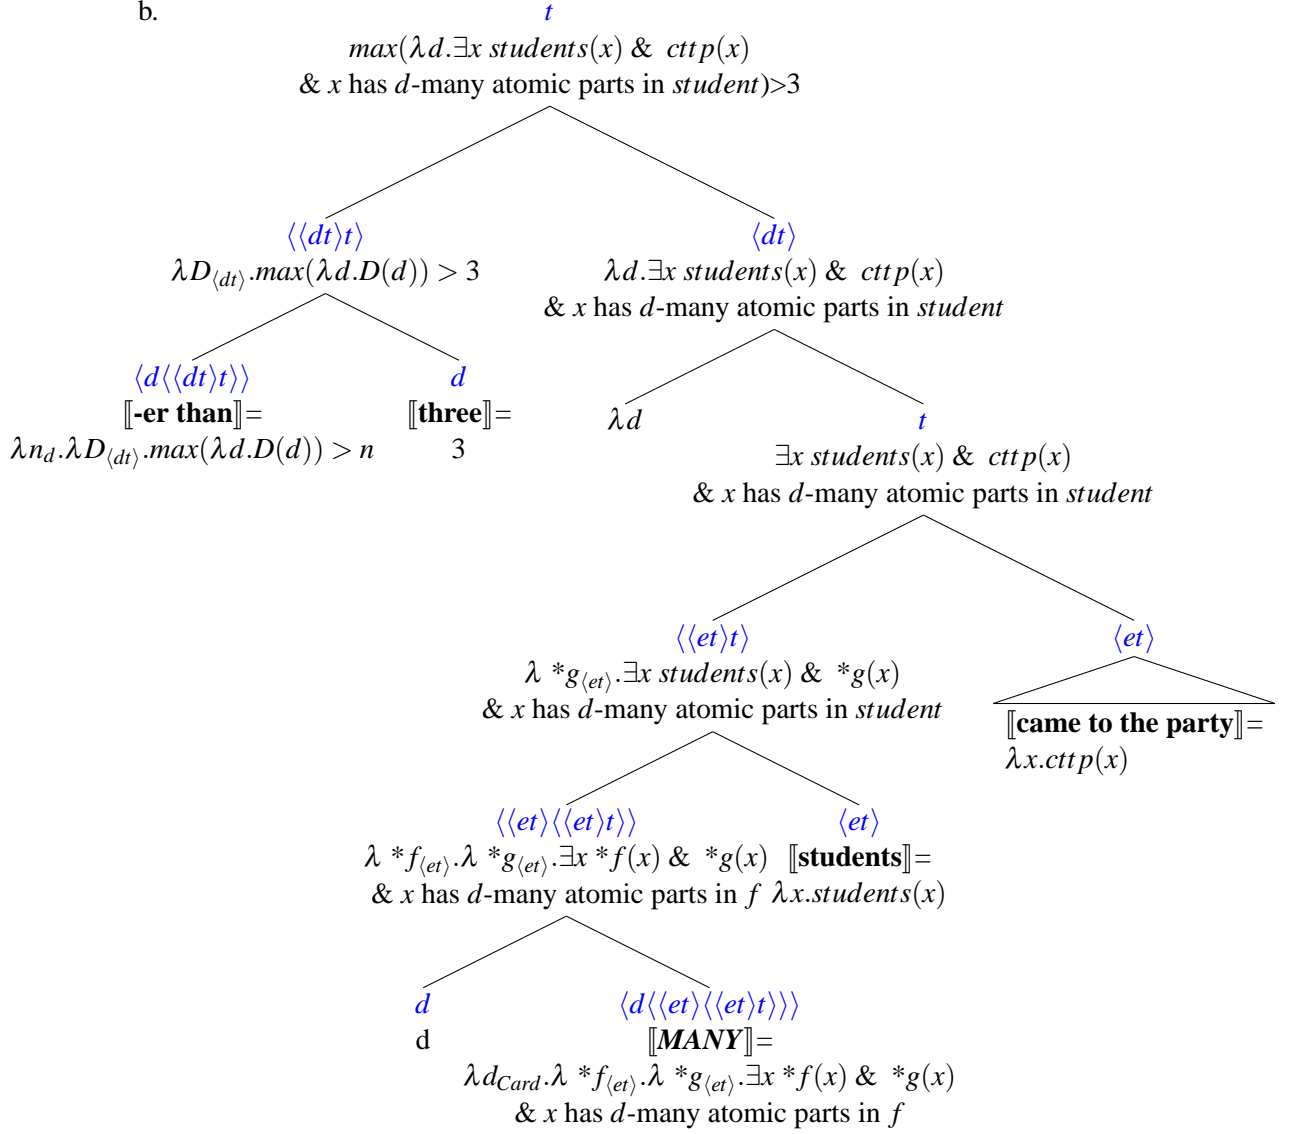 b.
t
max(λd.∃x students(x) & cttp(x)
& x has d-many atomic parts in student)>3
⟨⟨dt⟩t⟩
λD⟨dt⟩.max(λd.D(d)) > 3
⟨dt⟩
λd.∃x students(x) & cttp(x)
& x has d-many atomic parts in student
⟨d⟨⟨dt⟩t⟩⟩
⟦-er than⟧=
λn_d.λD⟨dt⟩.max(λd.D(d)) > n
d
⟦three⟧=
3
λd
t
∃x students(x) & cttp(x)
& x has d-many atomic parts in student
⟨⟨et⟩t⟩
λ *g⟨et⟩.∃x students(x) & *g(x)
& x has d-many atomic parts in student
⟨et⟩
⟦came to the party⟧=
λx.cttp(x)
⟨⟨et⟩⟨⟨et⟩t⟩⟩
λ *f⟨et⟩.λ *g⟨et⟩.∃x *f(x) & *g(x)
& x has d-many atomic parts in f
⟨et⟩
⟦students⟧=
λx.students(x)
d
d
⟨d⟨⟨et⟩⟨⟨et⟩t⟩⟩⟩
⟦MANY⟧=
λd_Card.λ *f⟨et⟩.λ *g⟨et⟩.∃x *f(x) & *g(x)
& x has d-many atomic parts in f